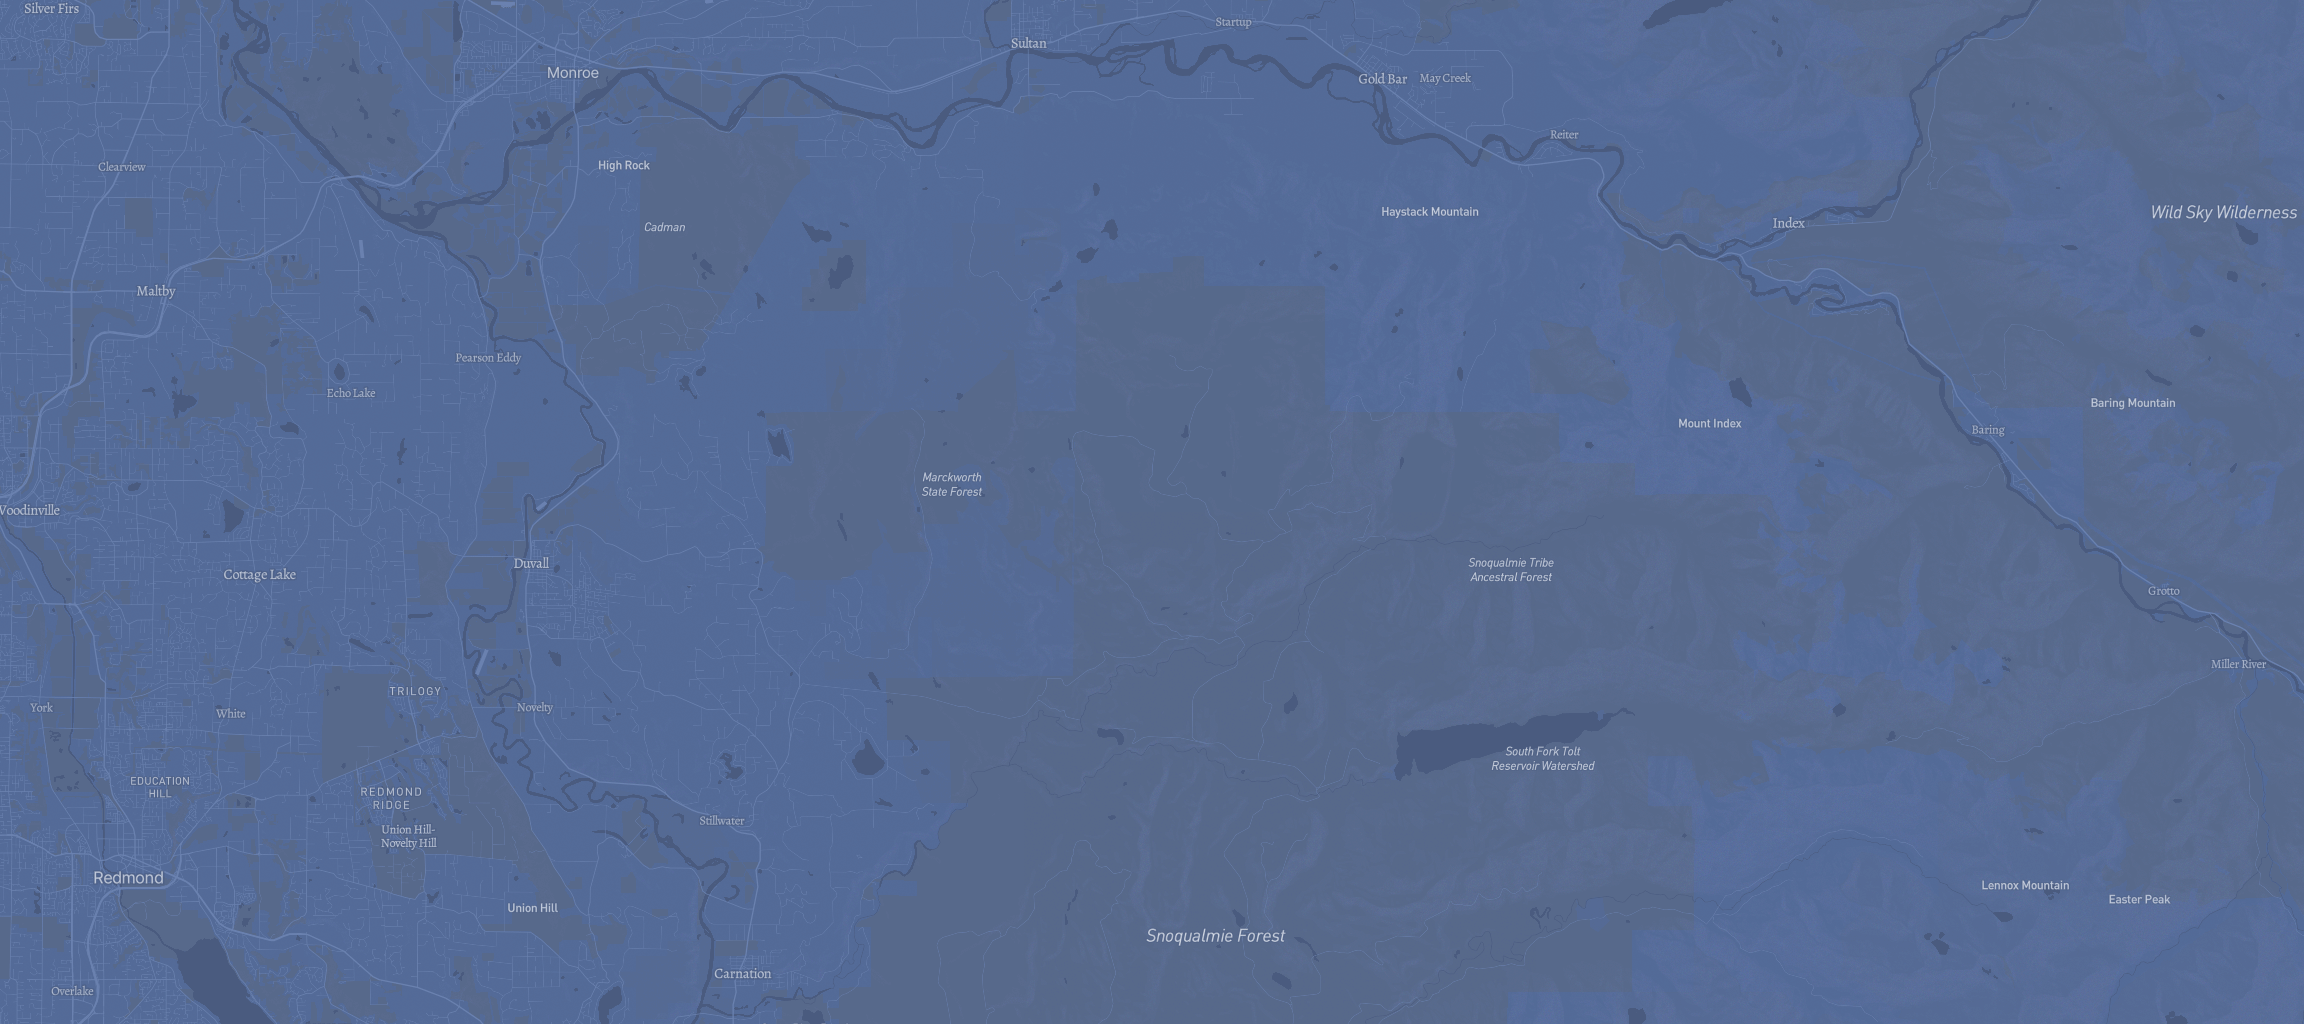 Silver Firs
Startup
Sultan
Monroe
Gold Bar
May Creek
Reiter
Clearview
High Rock
Haystack Mountain
Wild Sky Wilderness
Index
Cadman
Maltby
Pearson Eddy
Echo Lake
Baring Mountain
Mount Index
Baring
Marckworth
State Forest
Woodinville
Duvall
Cottage Lake
Snoqualmie Tribe
Ancestral Forest
Grotto
Miller River
TRILOGY
York
White
Novelty
South Fork Tolt
Reservoir Watershed
EDUCATION
HILL
REDMOND
RIDGE
Stillwater
Union Hill-
Novelty Hill
Redmond
Lennox Mountain
Easter Peak
Union Hill
Snoqualmie Forest
Carnation
Overlake